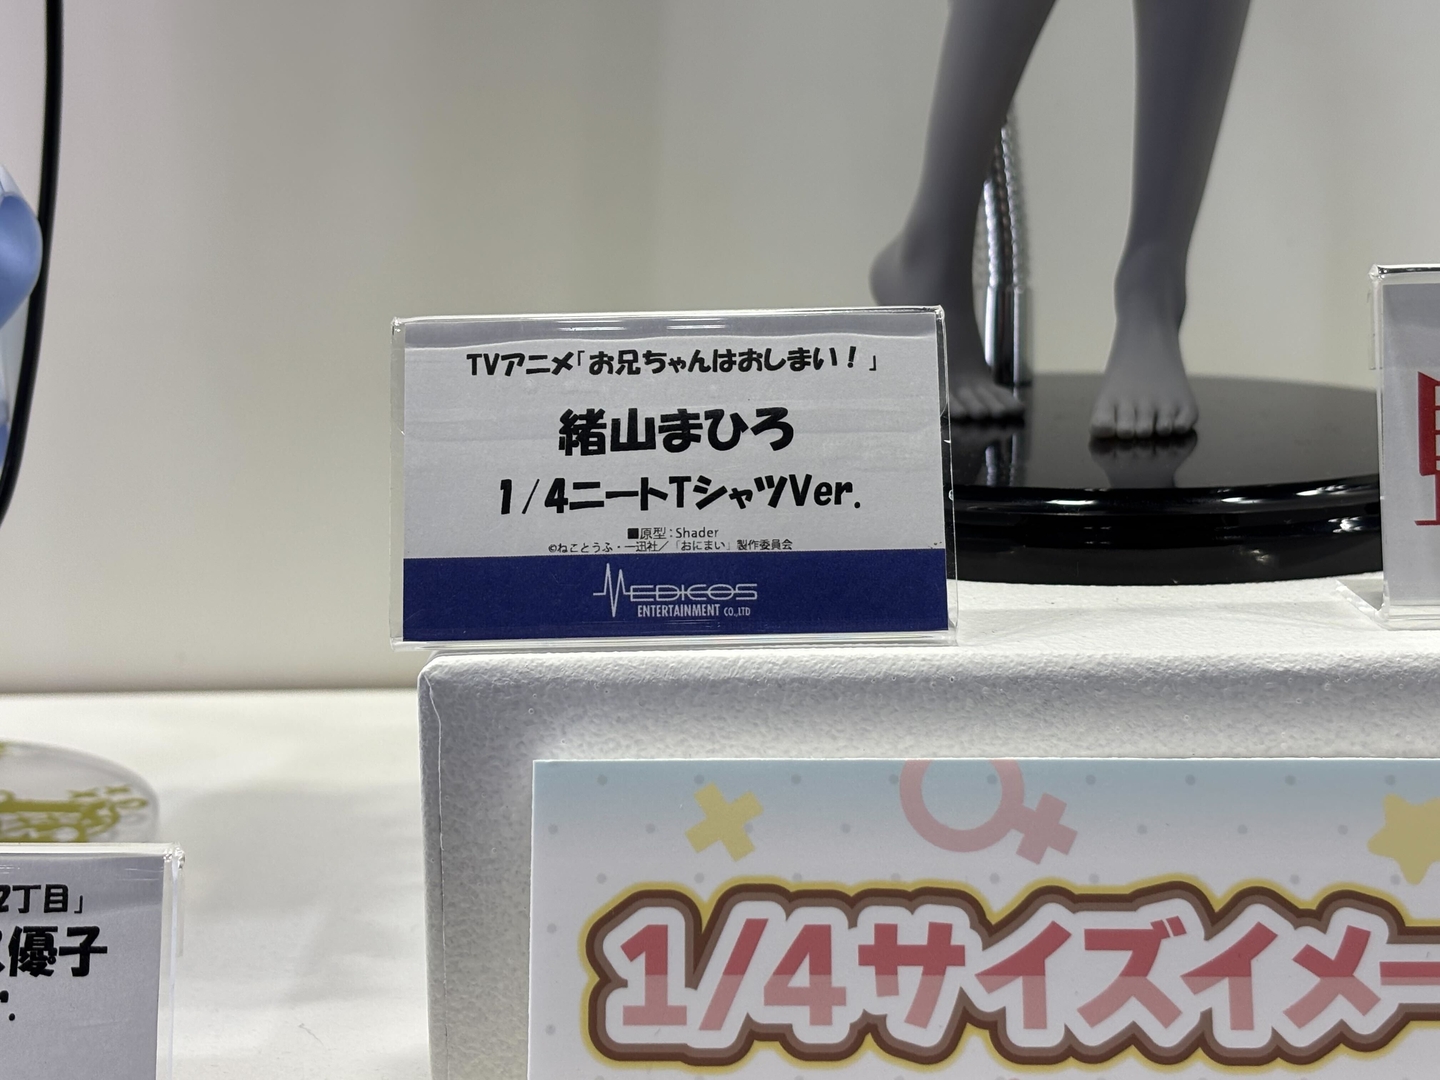 TVアニメ「お兄ちゃんはおしまい！」
緒山まひろ
1/4ニートTシャツVer.
■原型：Shader
©ねことうふ・一迅社／「おにまい」製作委員会
MEDICOS
ENTERTAINMENT CO.,LTD
2丁目」
優子
1/4サイズイメー